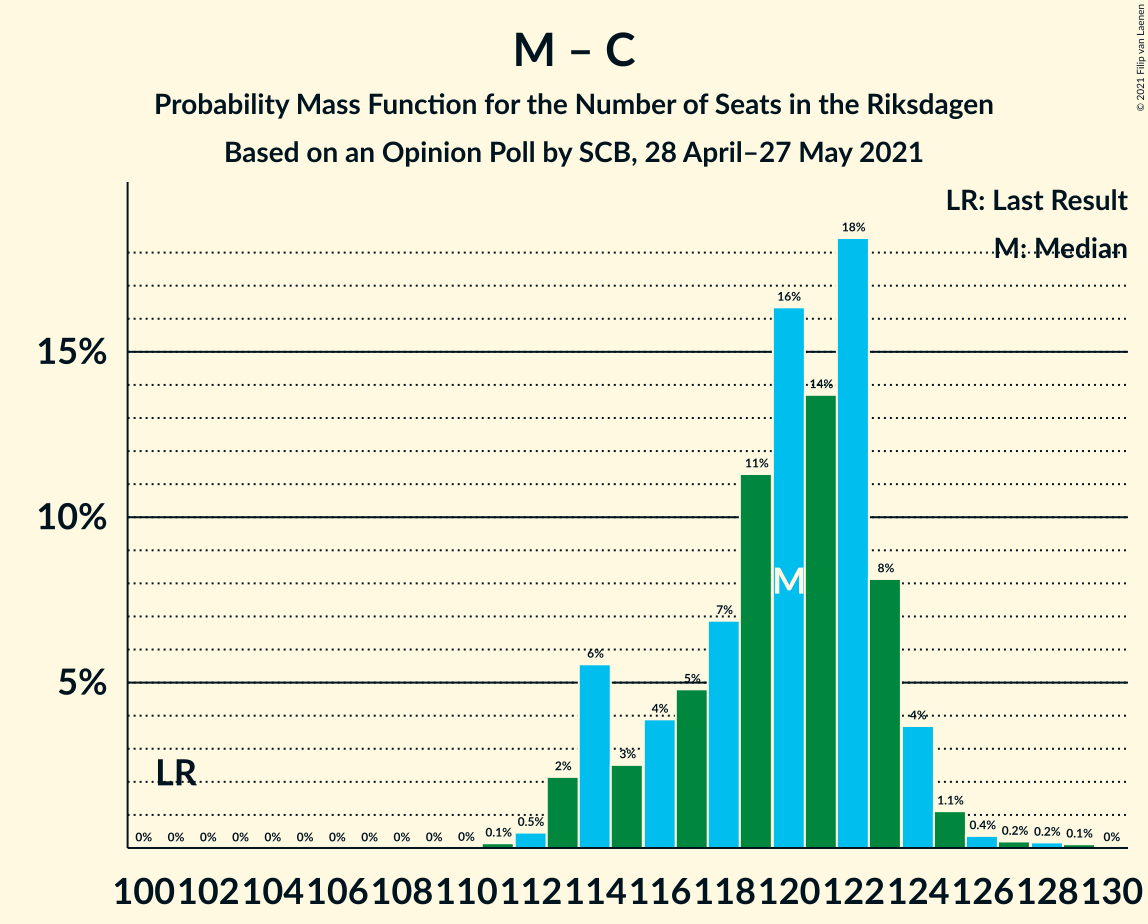 M – C
Probability Mass Function for the Number of Seats in the Riksdagen
Based on an Opinion Poll by SCB, 28 April–27 May 2021
© 2021 Filip van Laenen
LR: Last Result
M: Median
18%
16%
15%
14%
11%
10%
M
8%
7%
6%
5%
5%
4%
4%
3%
2%
LR
1.1%
0.5%
0.4%
0% 0% 0% 0% 0% 0% 0% 0% 0% 0% 0% 0.1% 0.2% 0.2% 0.1% 0%
100 102 104 106 108 110 112 114 116 118 120 122 124 126 128 130